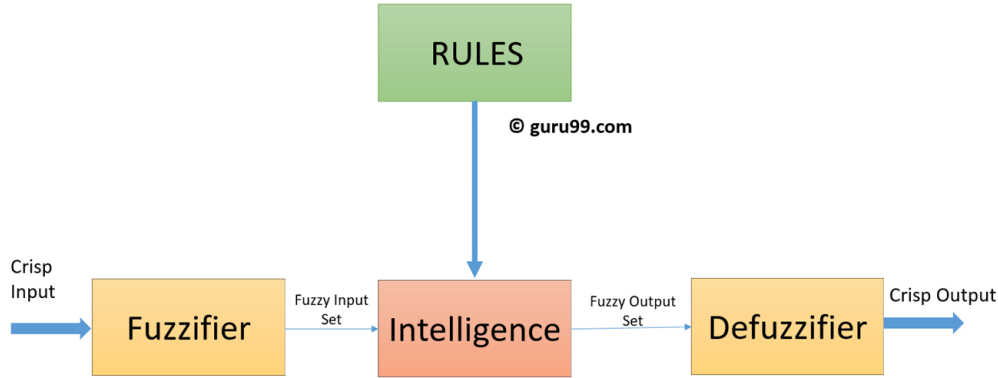 RULES
© guru99.com
Crisp
Input
Fuzzifier
Fuzzy Input
Set
Intelligence
Fuzzy Output
Set
Defuzzifier
Crisp Output